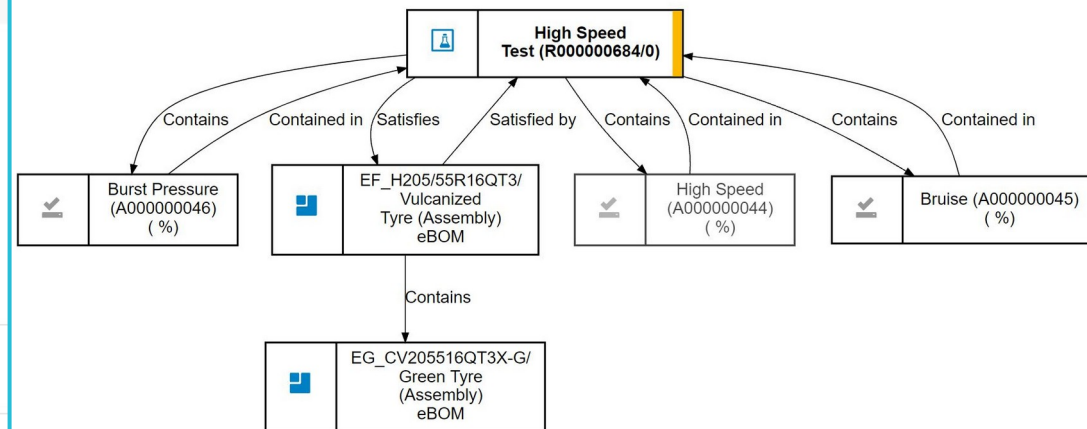 High Speed
Test (R000000684/0)
Contains
Contained in
Satisfies
Satisfied by
Contains
Contained in
Contains
Contained in
Burst Pressure
(A000000046)
( %)
EF_H205/55R16QT3/
Vulcanized
Tyre (Assembly)
eBOM
High Speed
(A000000044)
( %)
Bruise (A000000045)
( %)
Contains
EG_CV205516QT3X-G/
Green Tyre
(Assembly)
eBOM